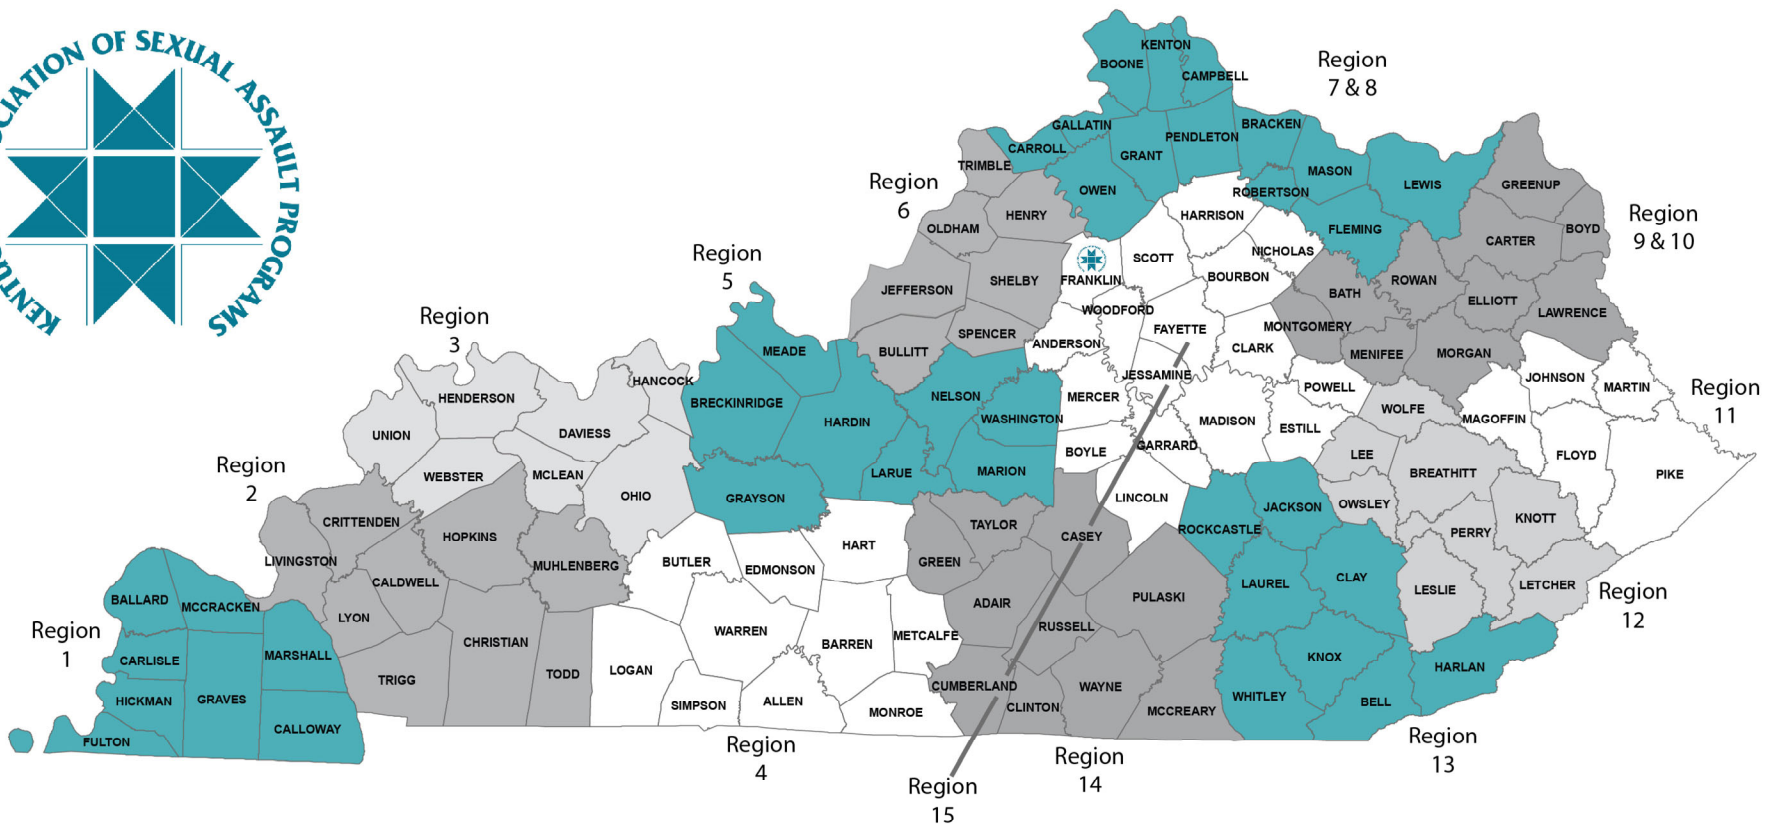 ASSOCIATION OF SEXUAL ASSAULT PROGRAMS
Region
7 & 8
KENTON
BOONE
CAMPBELL
GALLATIN
BRACKEN
PENDLETON
CARROLL
GRANT
TRIMBLE
MASON
LEWIS
GREENUP
OWEN
ROBERTSON
Region
6
HENRY
HARRISON
OLDHAM
FLEMING
BOYD
CARTER
Region
9 & 10
NICHOLAS
SCOTT
Region
5
SHELBY
FRANKLIN
BOURBON
ROWAN
JEFFERSON
BATH
ELLIOTT
LAWRENCE
WOODFORD
Region
3
SPENCER
FAYETTE
MONTGOMERY
ANDERSON
CLARK
MEADE
BULLITT
MENIFEE
MORGAN
JESSAMINE
JOHNSON
MARTIN
Region
11
HANCOCK
POWELL
HENDERSON
BRECKINRIDGE
NELSON
MERCER
WOLFE
MAGOFFIN
HARDIN
WASHINGTON
MADISON
ESTILL
UNION
DAVIESS
GARRARD
BOYLE
LEE
FLOYD
Region
2
WEBSTER
MCLEAN
LARUE
MARION
BREATHITT
PIKE
OHIO
GRAYSON
LINCOLN
OWSLEY
JACKSON
CRITTENDEN
TAYLOR
ROCKCASTLE
KNOTT
HOPKINS
CASEY
PERRY
HART
LIVINGSTON
MUHLENBERG
BUTLER
EDMONSON
GREEN
CALDWELL
LAUREL
CLAY
LESLIE
LETCHER
Region
12
BALLARD
MCCRACKEN
ADAIR
PULASKI
LYON
Region
1
RUSSELL
WARREN
METCALFE
CHRISTIAN
BARREN
CARLISLE
MARSHALL
KNOX
HARLAN
LOGAN
TODD
TRIGG
CUMBERLAND
WAYNE
HICKMAN
GRAVES
WHITLEY
BELL
SIMPSON
ALLEN
MONROE
CLINTON
MCCREARY
CALLOWAY
FULTON
Region
4
Region
14
Region
13
Region
15